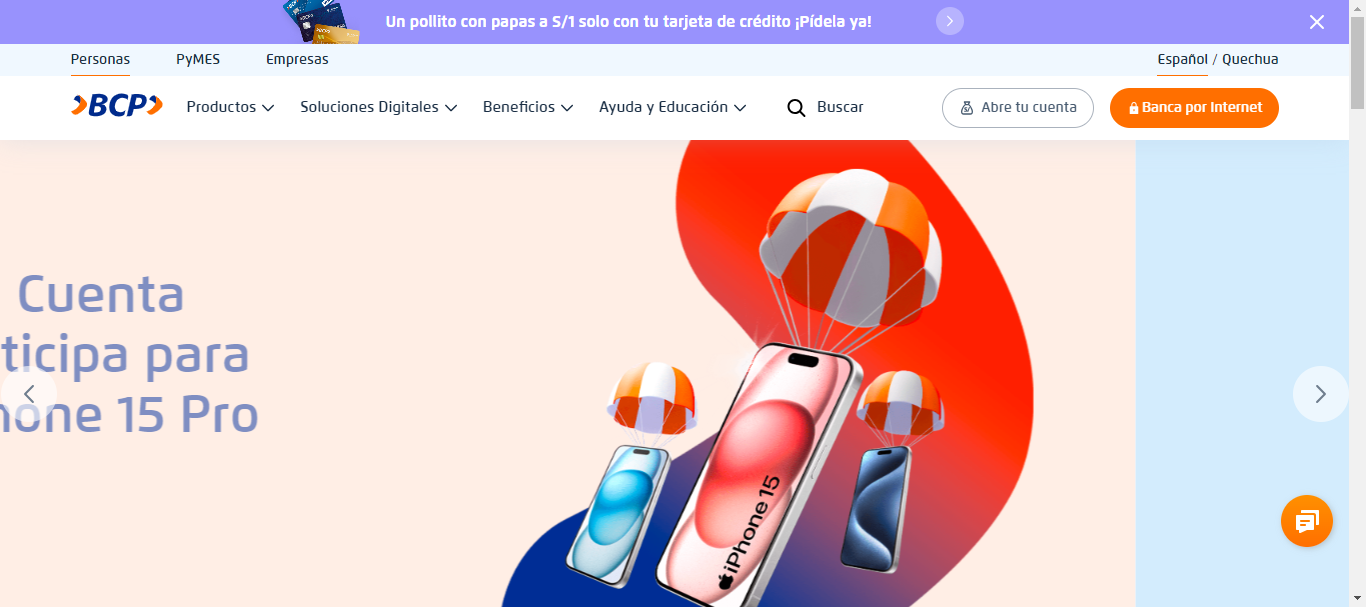 Un pollito con papas a S/1 solo con tu tarjeta de crédito ¡Pídela ya!
Personas PyMES Empresas Español / Quechua
BCP Productos Soluciones Digitales Beneficios Ayuda y Educación Buscar Abre tu cuenta Banca por Internet
Cuenta
ticipa para
hone 15 Pro
iPhone 15